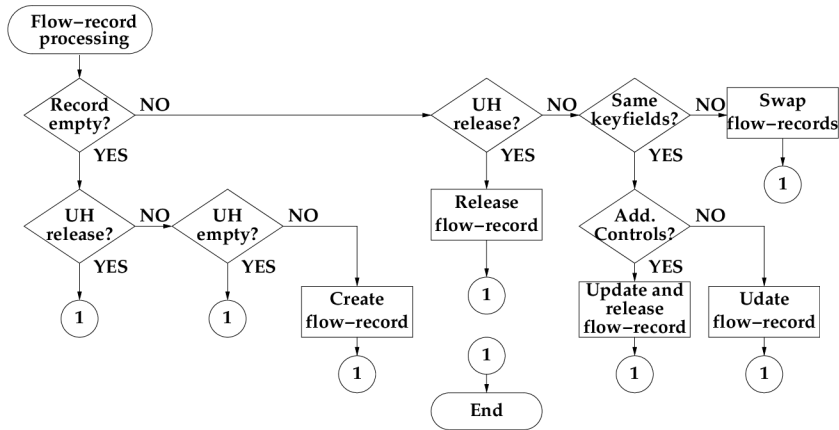 Flow−record
processing
Record
empty?
NO
YES
UH
release?
NO
YES
Same
keyfields?
NO
YES
Swap
flow−records
1
UH
release?
NO
YES
UH
empty?
NO
YES
Release
flow−record
Add.
Controls?
NO
YES
1
1
Create
flow−record
1
1
Update and
release
flow−record
Udate
flow−record
1
1
1
End